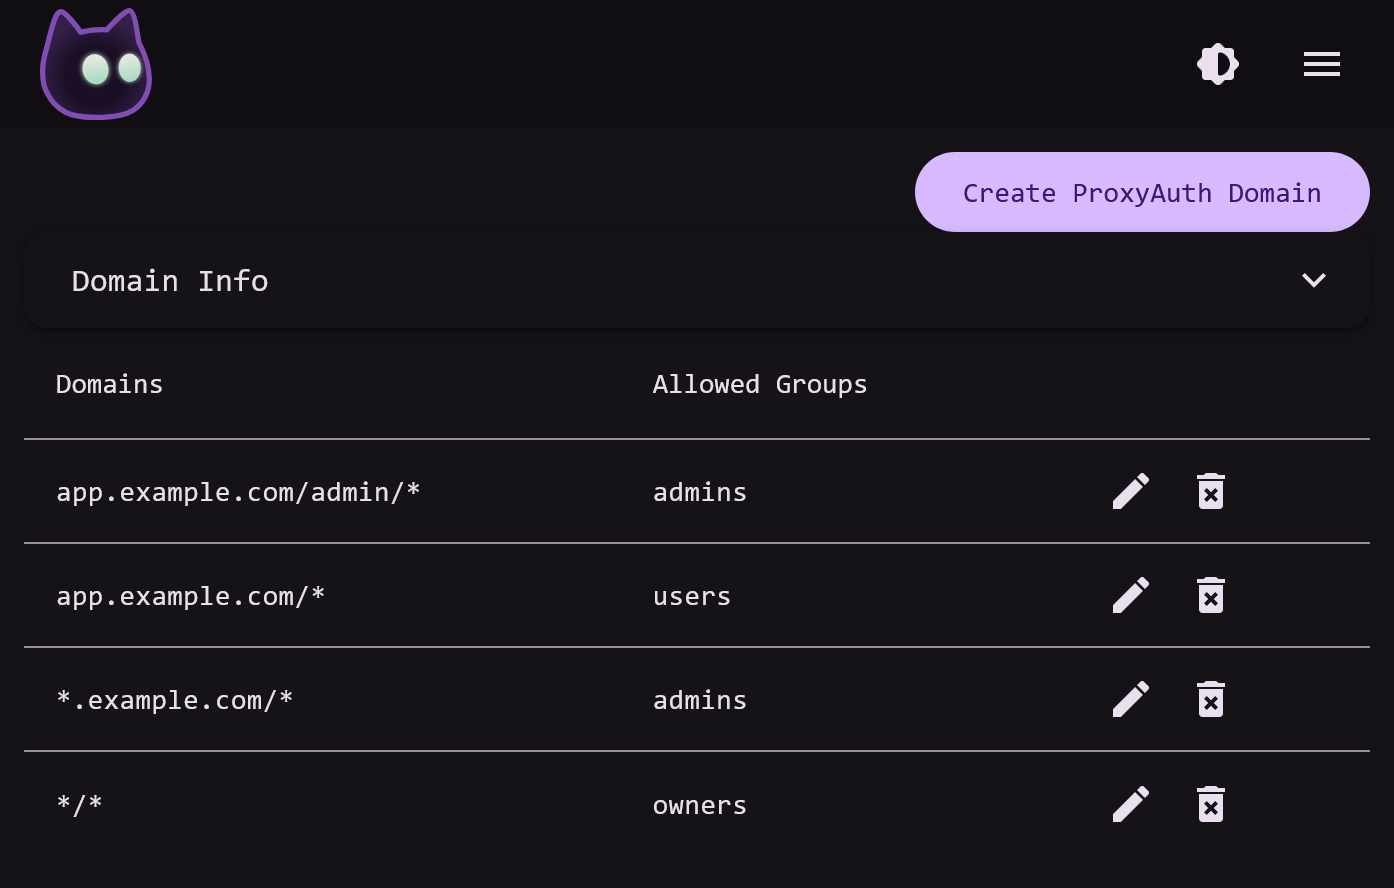 Create ProxyAuth Domain
Domain Info
Domains Allowed Groups
app.example.com/admin/* admins
app.example.com/* users
*.example.com/* admins
*/* owners